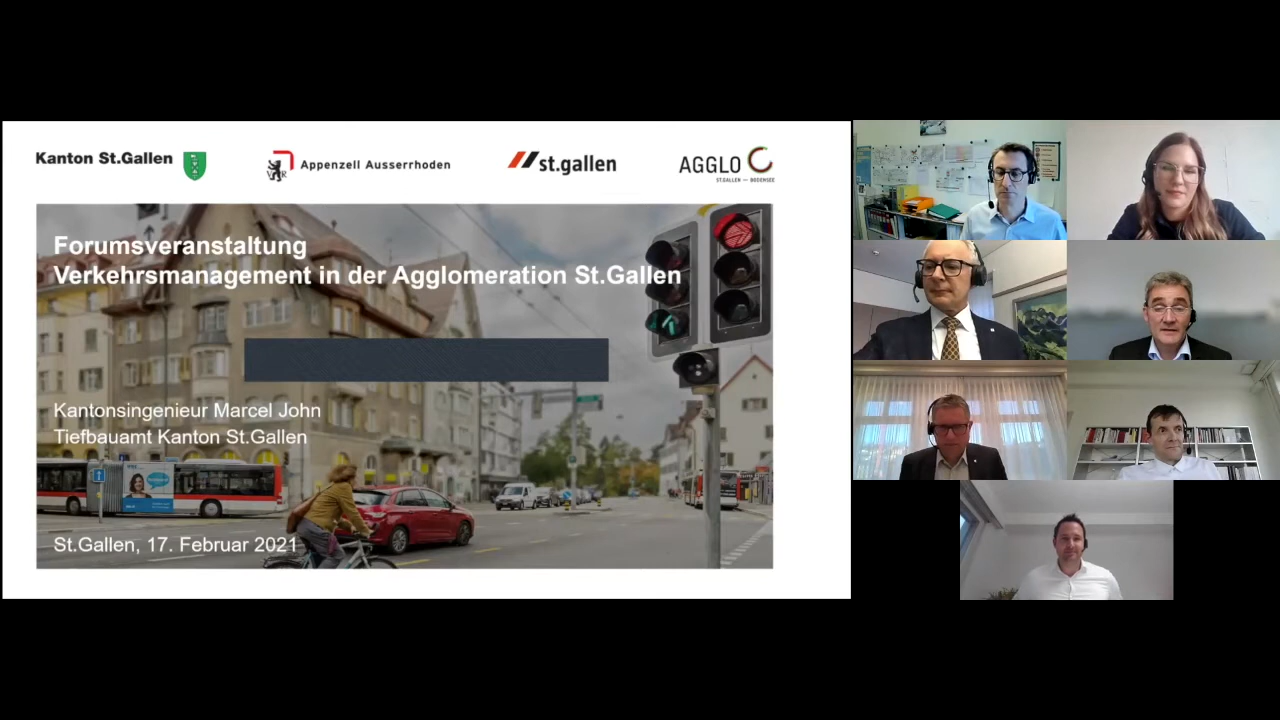 Kanton St.Gallen
Appenzell Ausserrhoden
st.gallen
AGGLO
ST.GALLEN — BODENSEE
Forumsveranstaltung
Verkehrsmanagement in der Agglomeration St.Gallen
Kantonsingenieur Marcel John
Tiefbauamt Kanton St.Gallen
St.Gallen, 17. Februar 2021